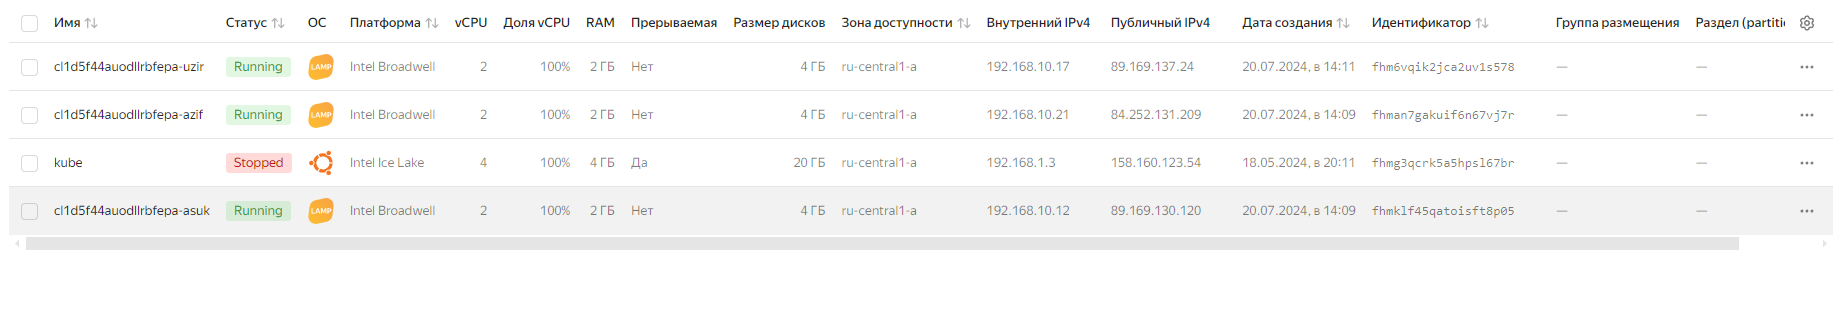 Имя Статус ОС Платформа vCPU Доля vCPU RAM Прерываемая Размер дисков Зона доступности Внутренний IPv4 Публичный IPv4 Дата создания Идентификатор Группа размещения Раздел (partitic
cl1d5f44auodllrbfepa-uzir Running LAMP Intel Broadwell 2 100% 2 ГБ Нет 4 ГБ ru-central1-a 192.168.10.17 89.169.137.24 20.07.2024, в 14:11 fhm6vqik2jca2uv1s578 — —
cl1d5f44auodllrbfepa-azif Running LAMP Intel Broadwell 2 100% 2 ГБ Нет 4 ГБ ru-central1-a 192.168.10.21 84.252.131.209 20.07.2024, в 14:09 fhman7gakuif6n67vj7r — —
kube Stopped Intel Ice Lake 4 100% 4 ГБ Да 20 ГБ ru-central1-a 192.168.1.3 158.160.123.54 18.05.2024, в 20:11 fhmg3qcrk5a5hpsl67br — —
cl1d5f44auodllrbfepa-asuk Running LAMP Intel Broadwell 2 100% 2 ГБ Нет 4 ГБ ru-central1-a 192.168.10.12 89.169.130.120 20.07.2024, в 14:09 fhmklf45qatoisft8p05 — —